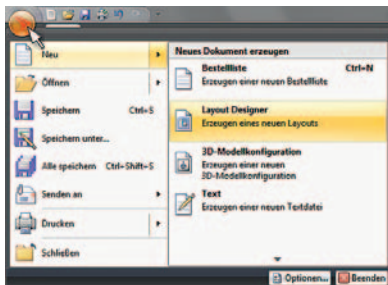 Neu
Öffnen
Speichern Ctrl+S
Speichern unter...
Alle speichern Ctrl+Shift+S
Senden an
Drucken
Schließen
Neues Dokument erzeugen
Bestellliste Ctrl+N
Erzeugen einer neuen Bestellliste
Layout Designer
Erzeugen eines neuen Layouts
3D-Modellkonfiguration
Erzeugen einer neuen
3D-Modellkonfiguration
Text
Erzeugen einer neuen Textdatei
Optionen... Beenden